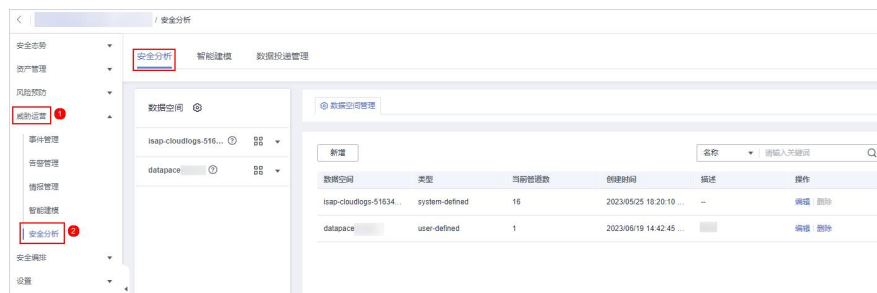 / 安全分析
安全态势
资产管理
风险预防
威胁运营 1
事件管理
告警管理
情报管理
智能建模
安全分析 2
安全编排
设置
安全分析 智能建模 数据投递管理
数据空间
isap-cloudlogs-516...
datapace
数据空间管理
新增
名称 请输入关键词
数据空间 类型 当前管道数 创建时间 描述 操作
isap-cloudlogs-51634... system-defined 16 2023/05/25 18:20:10 ... -- 编辑 删除
datapace user-defined 1 2023/06/19 14:42:45 ... 编辑 删除